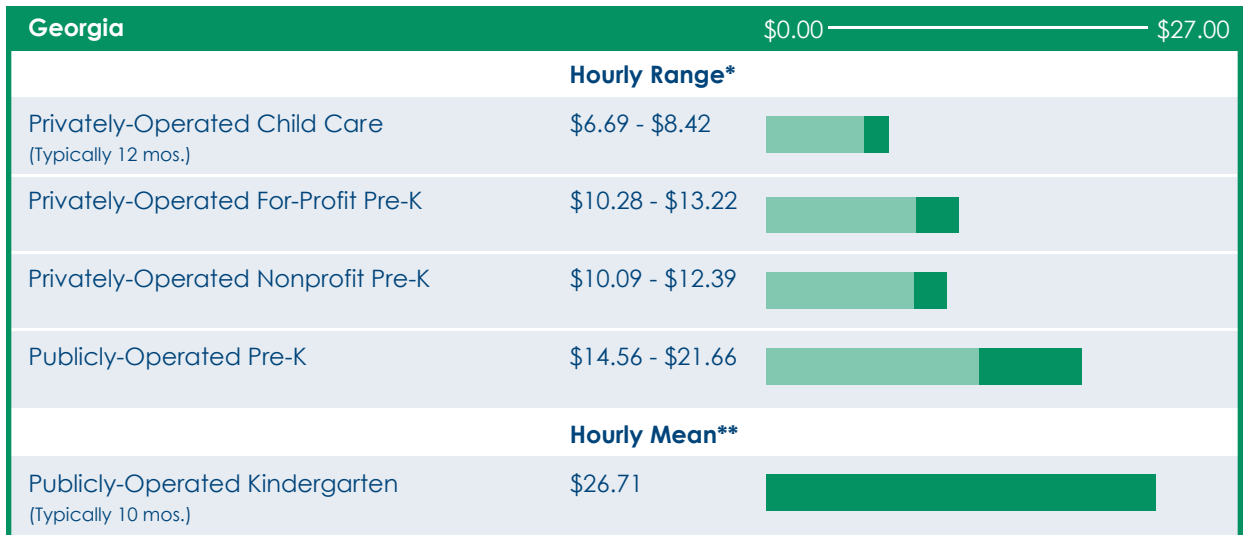 Georgia $0.00 $27.00
Hourly Range*
Privately-Operated Child Care $6.69 - $8.42
(Typically 12 mos.)
Privately-Operated For-Profit Pre-K $10.28 - $13.22
Privately-Operated Nonprofit Pre-K $10.09 - $12.39
Publicly-Operated Pre-K $14.56 - $21.66
Hourly Mean**
Publicly-Operated Kindergarten $26.71
(Typically 10 mos.)